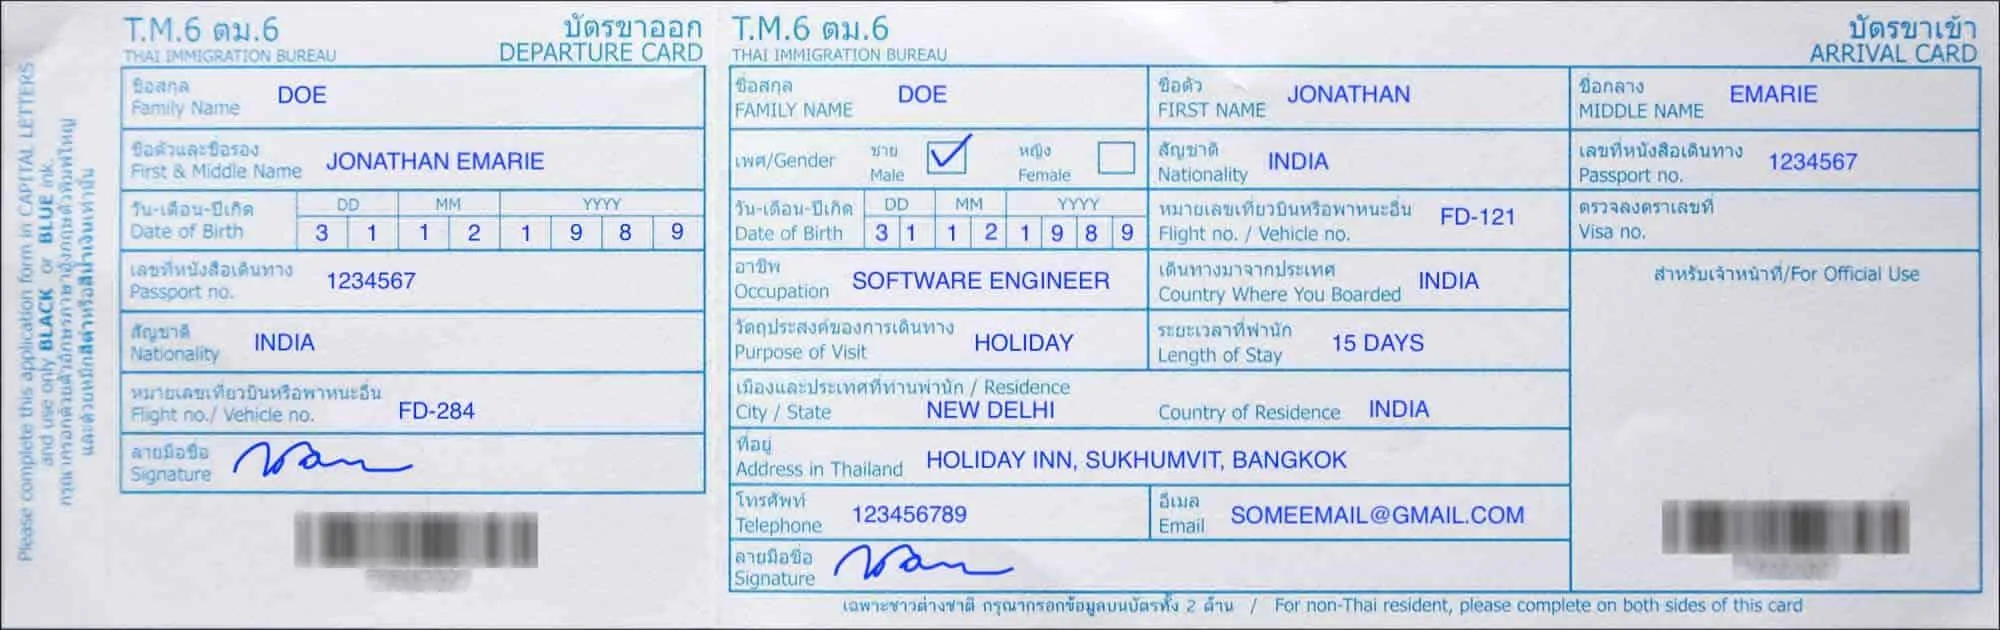 Please complete this application form in CAPITAL LETTERS
and use only BLACK or BLUE ink.
กรุณากรอกด้วยตัวอักษรภาษาอังกฤษตัวพิมพ์ใหญ่
และด้วยหมึกสีดำหรือสีน้ำเงินเท่านั้น
T.M.6 ตม.6
บัตรขาออก
THAI IMMIGRATION BUREAU
DEPARTURE CARD
ชื่อสกุล
Family Name DOE
ชื่อตัวและชื่อรอง
First & Middle Name JONATHAN EMARIE
วัน-เดือน-ปีเกิด DD MM YYYY
Date of Birth 3 1 1 2 1 9 8 9
เลขที่หนังสือเดินทาง
Passport no. 1234567
สัญชาติ
Nationality INDIA
หมายเลขเที่ยวบินหรือพาหนะอื่น
Flight no./ Vehicle no. FD-284
ลายมือชื่อ
Signature
T.M.6 ตม.6
บัตรขาเข้า
THAI IMMIGRATION BUREAU
ARRIVAL CARD
ชื่อสกุล
FAMILY NAME DOE
ชื่อตัว
FIRST NAME JONATHAN
ชื่อกลาง
MIDDLE NAME EMARIE
เพศ/Gender
ชาย
Male
หญิง
Female
สัญชาติ
Nationality INDIA
เลขที่หนังสือเดินทาง
Passport no. 1234567
วัน-เดือน-ปีเกิด DD MM YYYY
Date of Birth 3 1 1 2 1 9 8 9
หมายเลขเที่ยวบินหรือพาหนะอื่น
Flight no. / Vehicle no. FD-121
ตรวจลงตราเลขที่
Visa no.
อาชีพ
Occupation SOFTWARE ENGINEER
เดินทางมาจากประเทศ
Country Where You Boarded INDIA
สำหรับเจ้าหน้าที่/For Official Use
วัตถุประสงค์ของการเดินทาง
Purpose of Visit HOLIDAY
ระยะเวลาที่พำนัก
Length of Stay 15 DAYS
เมืองและประเทศที่ท่านพำนัก / Residence
City / State NEW DELHI Country of Residence INDIA
ที่อยู่
Address in Thailand HOLIDAY INN, SUKHUMVIT, BANGKOK
โทรศัพท์
Telephone 123456789
อีเมล
Email SOMEEMAIL@GMAIL.COM
ลายมือชื่อ
Signature
เฉพาะชาวต่างชาติ กรุณากรอกข้อมูลบนบัตรทั้ง 2 ด้าน / For non-Thai resident, please complete on both sides of this card